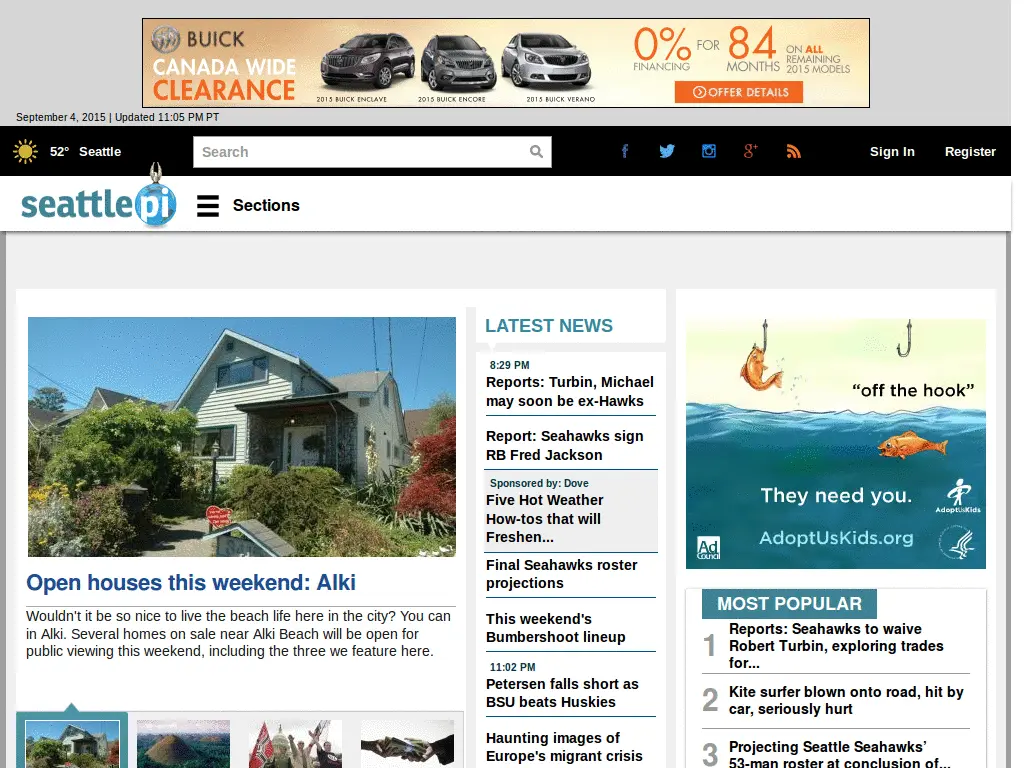 BUICK
CANADA WIDE
CLEARANCE
2015 BUICK ENCLAVE
2015 BUICK ENCORE
2015 BUICK VERANO
0% FOR 84
FINANCING
MONTHS
ON ALL
REMAINING
2015 MODELS
OFFER DETAILS
September 4, 2015 | Updated 11:05 PM PT
52° Seattle
Search
Sign In
Register
seattlepi
Sections
Open houses this weekend: Alki
Wouldn't it be so nice to live the beach life here in the city? You can
in Alki. Several homes on sale near Alki Beach will be open for
public viewing this weekend, including the three we feature here.
LATEST NEWS
8:29 PM
Reports: Turbin, Michael
may soon be ex-Hawks
Report: Seahawks sign
RB Fred Jackson
Sponsored by: Dove
Five Hot Weather
How-tos that will
Freshen...
Final Seahawks roster
projections
This weekend's
Bumbershoot lineup
11:02 PM
Petersen falls short as
BSU beats Huskies
Haunting images of
Europe's migrant crisis
“off the hook”
They need you.
AdoptUsKids
AdoptUsKids.org
Ad
Council
MOST POPULAR
1
Reports: Seahawks to waive
Robert Turbin, exploring trades
for...
2
Kite surfer blown onto road, hit by
car, seriously hurt
3
Projecting Seattle Seahawks’
53-man roster at conclusion of...